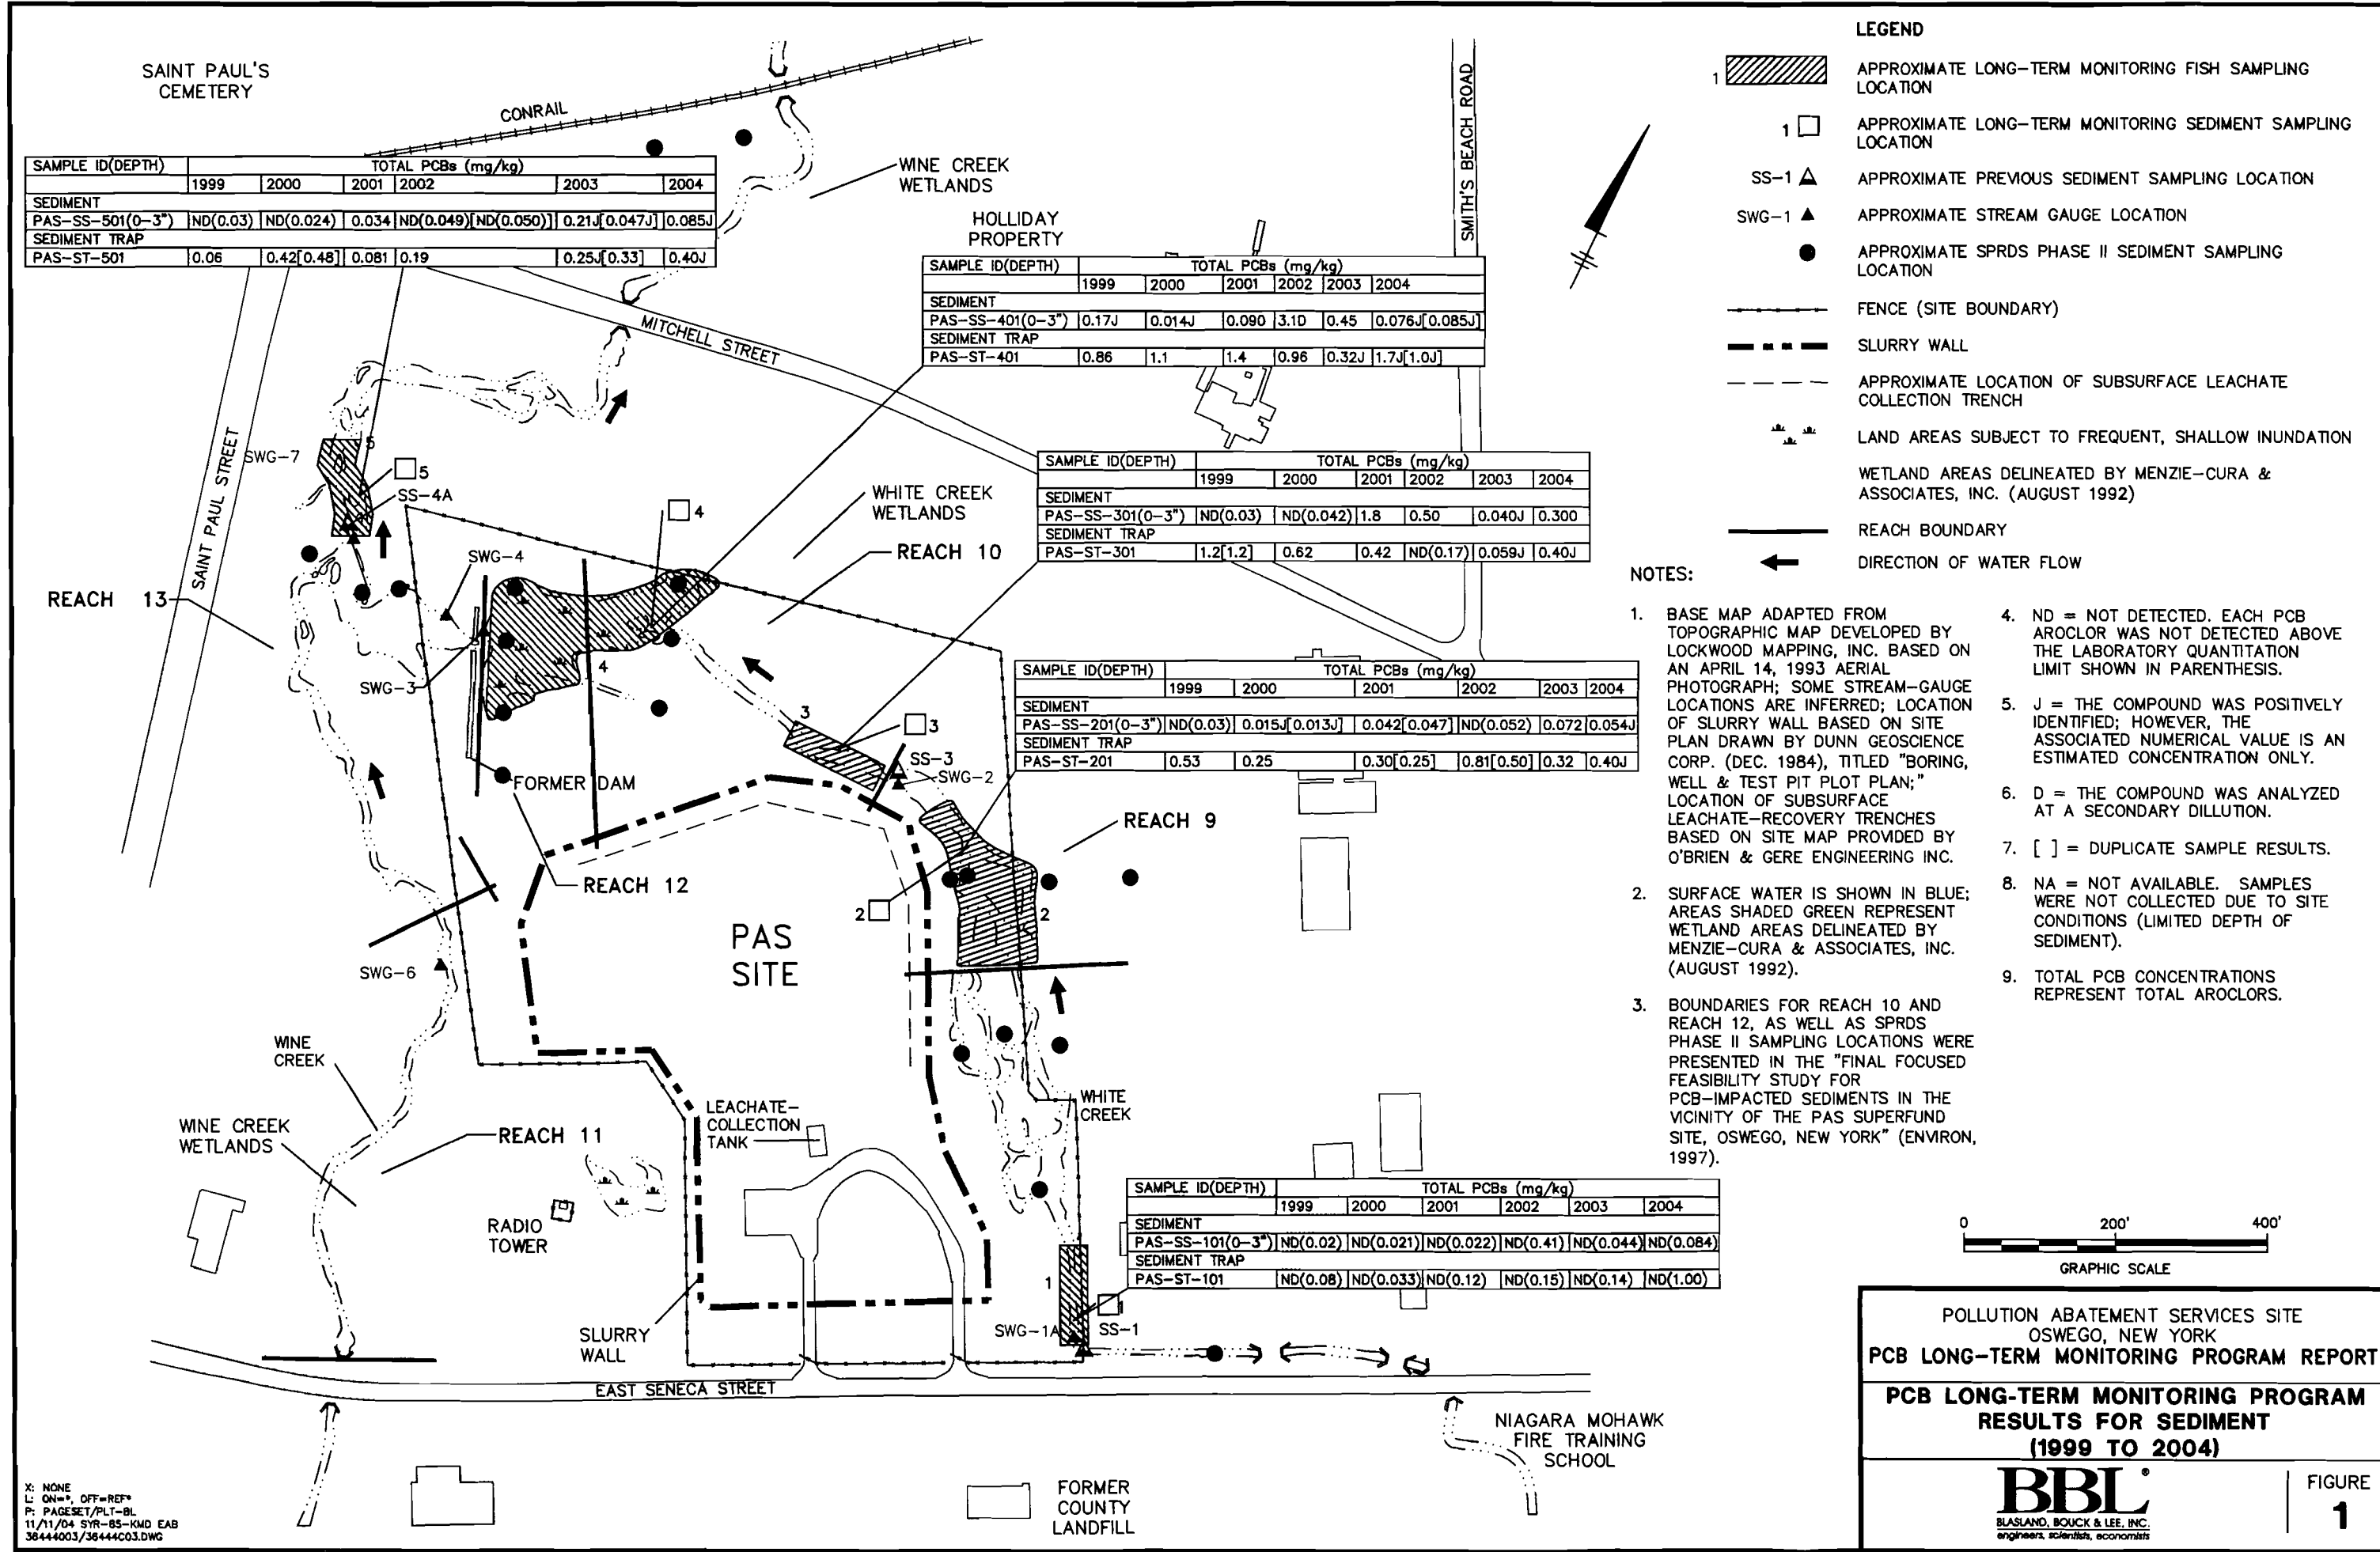 SAINT PAUL'S
CEMETERY
CONRAIL
SAMPLE ID(DEPTH) TOTAL PCBs (mg/kg)
1999 2000 2001 2002 2003 2004
SEDIMENT
PAS-SS-501(0-3") ND(0.03) ND(0.024) 0.034 ND(0.049)[ND(0.050)] 0.21J[0.047J] 0.085J
SEDIMENT TRAP
PAS-ST-501 0.06 0.42[0.48] 0.081 0.19 0.25J[0.33] 0.40J
WINE CREEK
WETLANDS
SMITH'S BEACH ROAD
HOLLIDAY
PROPERTY
SAMPLE ID(DEPTH) TOTAL PCBs (mg/kg)
1999 2000 2001 2002 2003 2004
SEDIMENT
PAS-SS-401(0-3") 0.17J 0.014J 0.090 3.1D 0.45 0.076J[0.085J]
SEDIMENT TRAP
PAS-ST-401 0.86 1.1 1.4 0.96 0.32J 1.7J[1.0J]
MITCHELL STREET
SAINT PAUL STREET
SAMPLE ID(DEPTH) TOTAL PCBs (mg/kg)
1999 2000 2001 2002 2003 2004
SEDIMENT
PAS-SS-301(0-3") ND(0.03) ND(0.042) 1.8 0.50 0.040J 0.300
SEDIMENT TRAP
PAS-ST-301 1.2[1.2] 0.62 0.42 ND(0.17) 0.059J 0.40J
SWG-7
5
5
SS-4A
4
WHITE CREEK
WETLANDS
REACH 10
SWG-4
REACH 13
SWG-3
4
SAMPLE ID(DEPTH) TOTAL PCBs (mg/kg)
1999 2000 2001 2002 2003 2004
SEDIMENT
PAS-SS-201(0-3") ND(0.03) 0.015J[0.013J] 0.042[0.047] ND(0.052) 0.072 0.054J
SEDIMENT TRAP
PAS-ST-201 0.53 0.25 0.30[0.25] 0.81[0.50] 0.32 0.40J
3
3
SS-3
SWG-2
FORMER DAM
REACH 9
REACH 12
2
2
PAS
SITE
SWG-6
WINE
CREEK
WHITE
CREEK
LEACHATE-
COLLECTION
TANK
WINE CREEK
WETLANDS
REACH 11
RADIO
TOWER
SAMPLE ID(DEPTH) TOTAL PCBs (mg/kg)
1999 2000 2001 2002 2003 2004
SEDIMENT
PAS-SS-101(0-3") ND(0.02) ND(0.021) ND(0.022) ND(0.41) ND(0.044) ND(0.084)
SEDIMENT TRAP
PAS-ST-101 ND(0.08) ND(0.033) ND(0.12) ND(0.15) ND(0.14) ND(1.00)
1
1
SWG-1A
SS-1
SLURRY
WALL
EAST SENECA STREET
NIAGARA MOHAWK
FIRE TRAINING
SCHOOL
FORMER
COUNTY
LANDFILL
X: NONE
L: ON=*, OFF=REF*
P: PAGESET/PLT-BL
11/11/04 SYR-85-KMD EAB
36444003/36444C03.DWG
LEGEND
1 APPROXIMATE LONG-TERM MONITORING FISH SAMPLING
LOCATION
1 APPROXIMATE LONG-TERM MONITORING SEDIMENT SAMPLING
LOCATION
SS-1 APPROXIMATE PREVIOUS SEDIMENT SAMPLING LOCATION
SWG-1 APPROXIMATE STREAM GAUGE LOCATION
APPROXIMATE SPRDS PHASE II SEDIMENT SAMPLING
LOCATION
FENCE (SITE BOUNDARY)
SLURRY WALL
APPROXIMATE LOCATION OF SUBSURFACE LEACHATE
COLLECTION TRENCH
LAND AREAS SUBJECT TO FREQUENT, SHALLOW INUNDATION
WETLAND AREAS DELINEATED BY MENZIE-CURA &
ASSOCIATES, INC. (AUGUST 1992)
REACH BOUNDARY
DIRECTION OF WATER FLOW
NOTES:
1. BASE MAP ADAPTED FROM
TOPOGRAPHIC MAP DEVELOPED BY
LOCKWOOD MAPPING, INC. BASED ON
AN APRIL 14, 1993 AERIAL
PHOTOGRAPH; SOME STREAM-GAUGE
LOCATIONS ARE INFERRED; LOCATION
OF SLURRY WALL BASED ON SITE
PLAN DRAWN BY DUNN GEOSCIENCE
CORP. (DEC. 1984), TITLED "BORING,
WELL & TEST PIT PLOT PLAN;"
LOCATION OF SUBSURFACE
LEACHATE-RECOVERY TRENCHES
BASED ON SITE MAP PROVIDED BY
O'BRIEN & GERE ENGINEERING INC.
2. SURFACE WATER IS SHOWN IN BLUE;
AREAS SHADED GREEN REPRESENT
WETLAND AREAS DELINEATED BY
MENZIE-CURA & ASSOCIATES, INC.
(AUGUST 1992).
3. BOUNDARIES FOR REACH 10 AND
REACH 12, AS WELL AS SPRDS
PHASE II SAMPLING LOCATIONS WERE
PRESENTED IN THE "FINAL FOCUSED
FEASIBILITY STUDY FOR
PCB-IMPACTED SEDIMENTS IN THE
VICINITY OF THE PAS SUPERFUND
SITE, OSWEGO, NEW YORK" (ENVIRON,
1997).
4. ND = NOT DETECTED. EACH PCB
AROCLOR WAS NOT DETECTED ABOVE
THE LABORATORY QUANTITATION
LIMIT SHOWN IN PARENTHESIS.
5. J = THE COMPOUND WAS POSITIVELY
IDENTIFIED; HOWEVER, THE
ASSOCIATED NUMERICAL VALUE IS AN
ESTIMATED CONCENTRATION ONLY.
6. D = THE COMPOUND WAS ANALYZED
AT A SECONDARY DILLUTION.
7. [ ] = DUPLICATE SAMPLE RESULTS.
8. NA = NOT AVAILABLE. SAMPLES
WERE NOT COLLECTED DUE TO SITE
CONDITIONS (LIMITED DEPTH OF
SEDIMENT).
9. TOTAL PCB CONCENTRATIONS
REPRESENT TOTAL AROCLORS.
0 200' 400'
GRAPHIC SCALE
POLLUTION ABATEMENT SERVICES SITE
OSWEGO, NEW YORK
PCB LONG-TERM MONITORING PROGRAM REPORT
PCB LONG-TERM MONITORING PROGRAM
RESULTS FOR SEDIMENT
(1999 TO 2004)
BBL®
BLASLAND, BOUCK & LEE, INC.
engineers, scientists, economists
FIGURE
1